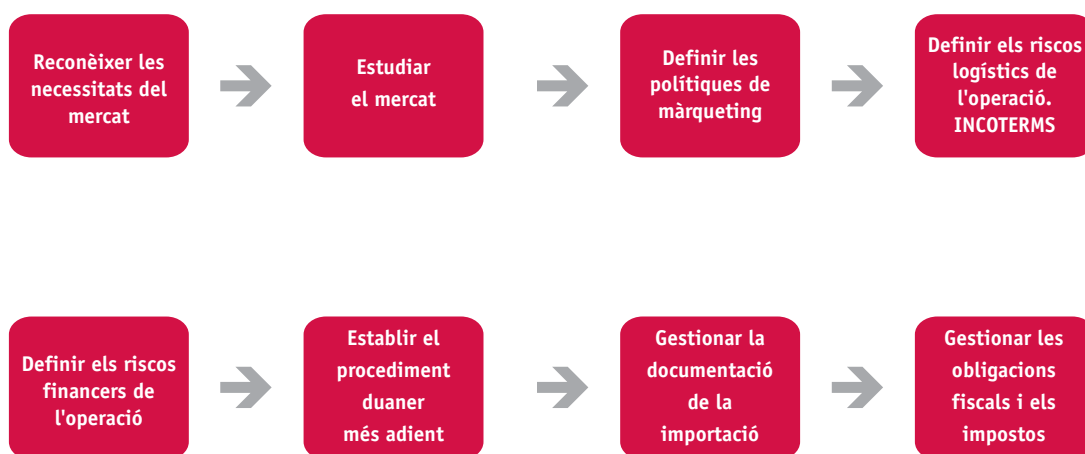 Reconèixer les
necessitats del
mercat
Estudiar
el mercat
Definir les
polítiques de
màrqueting
Definir els riscos
logístics de
l'operació.
INCOTERMS
Definir els riscos
financers de
l'operació
Establir el
procediment
duaner
més adient
Gestionar la
documentació
de la
importació
Gestionar les
obligacions
fiscals i els
impostos